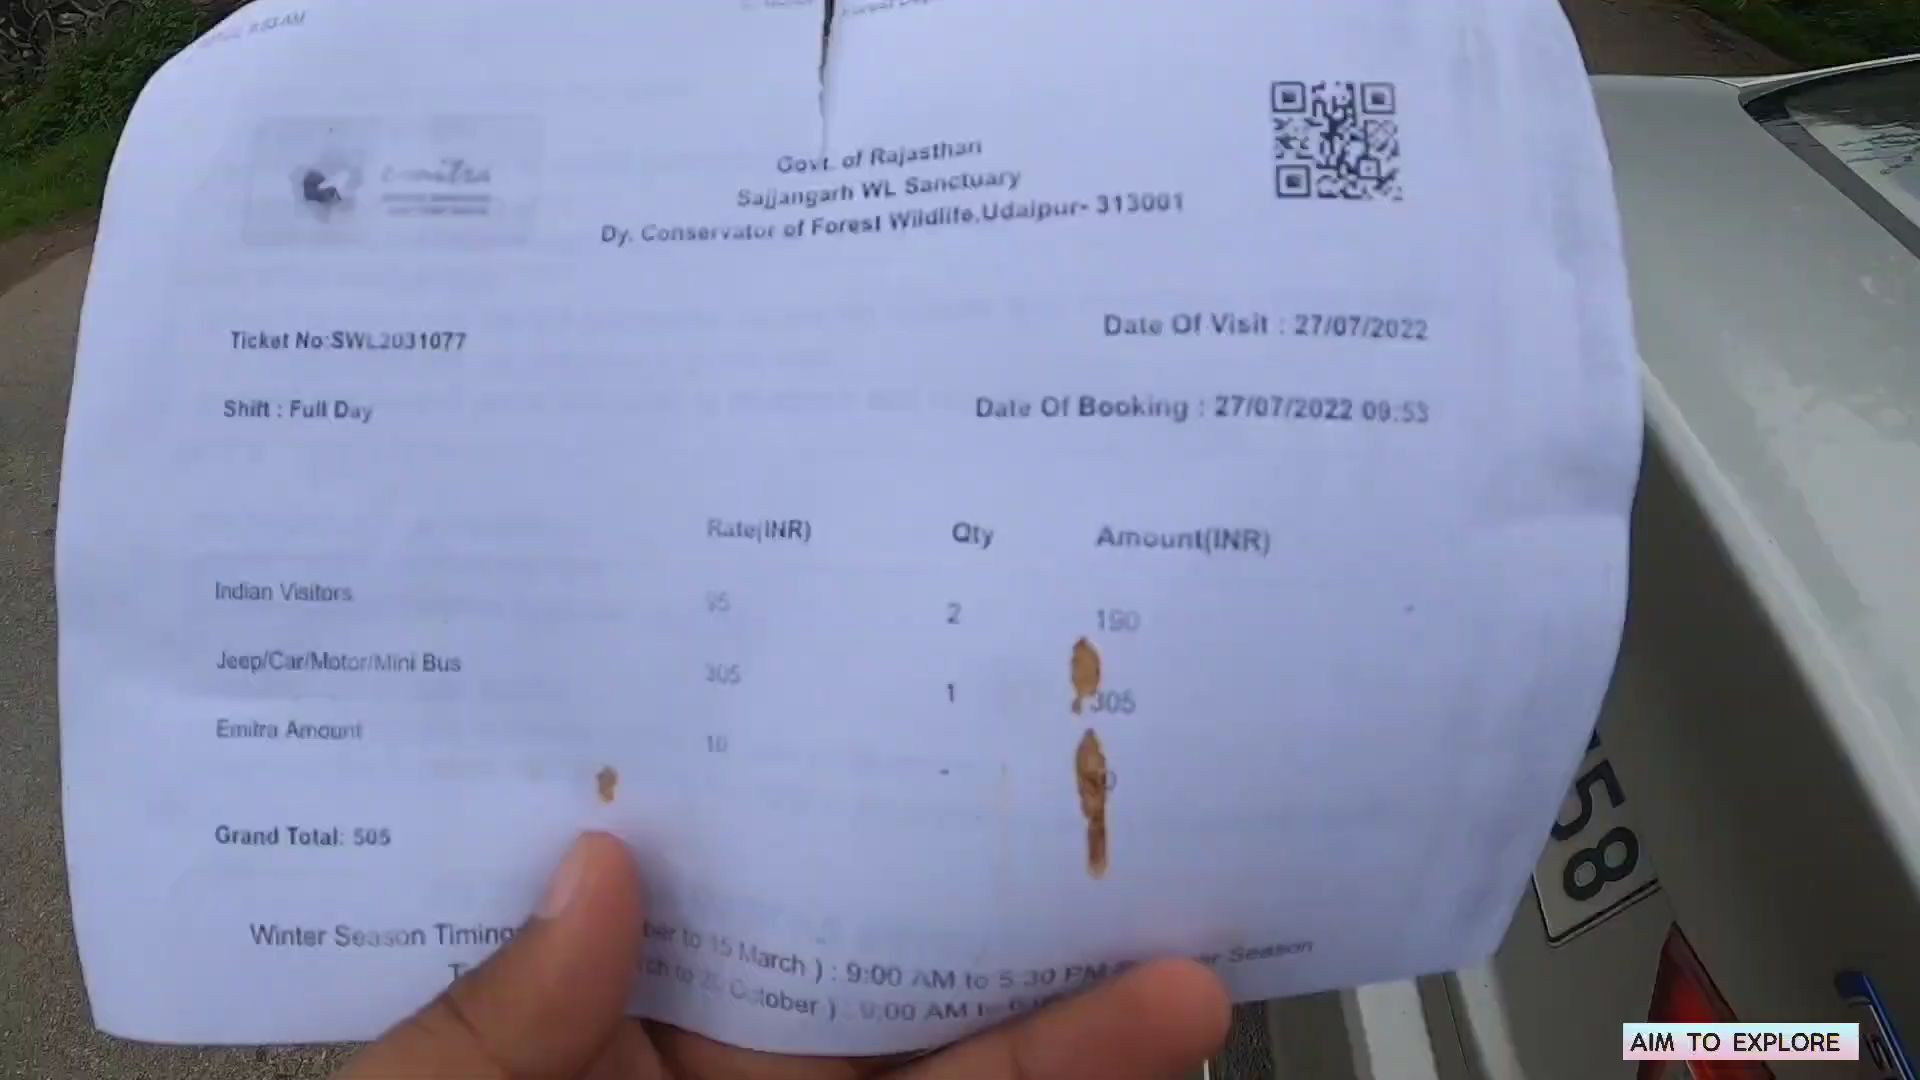 Govt. of Rajasthan
Sajjangarh WL Sanctuary
Dy. Conservator of Forest Wildlife,Udaipur- 313001
Ticket No:SWL2031077
Date Of Visit : 27/07/2022
Shift : Full Day
Date Of Booking : 27/07/2022 09:53
Rate(INR) Qty Amount(INR)
Indian Visitors 95 2 190
Jeep/Car/Motor/Mini Bus 305 1 305
Emitra Amount 10 -
Grand Total: 505
Winter Season Timing to 15 March ) : 9:00 AM to 5:30 PM Season
to October ) : 9:00 AM
58
AIM TO EXPLORE